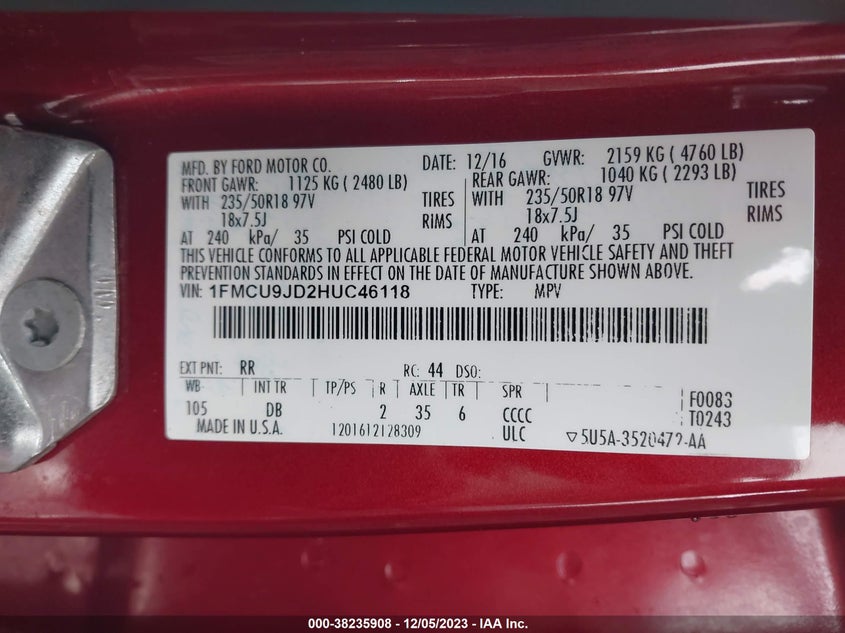 MFD. BY FORD MOTOR CO. DATE: 12/16 GVWR: 2159 KG ( 4760 LB)
FRONT GAWR: 1125 KG ( 2480 LB) REAR GAWR: 1040 KG ( 2293 LB)
WITH 235/50R18 97V TIRES WITH 235/50R18 97V TIRES
18x7.5J RIMS 18x7.5J RIMS
AT 240 kPa/ 35 PSI COLD AT 240 kPa/ 35 PSI COLD
THIS VEHICLE CONFORMS TO ALL APPLICABLE FEDERAL MOTOR VEHICLE SAFETY AND THEFT
PREVENTION STANDARDS IN EFFECT ON THE DATE OF MANUFACTURE SHOWN ABOVE.
VIN: 1FMCU9JD2HUC46118 TYPE: MPV
EXT PNT: RR RC: 44 DSO:
WB INT TR TP/PS R AXLE TR SPR F0083
105 DB 2 35 6 CCCC T0243
MADE IN U.S.A. 1201612128309 ULC ▽5U5A-3520472-AA
000-38235908 - 12/05/2023 - IAA Inc.